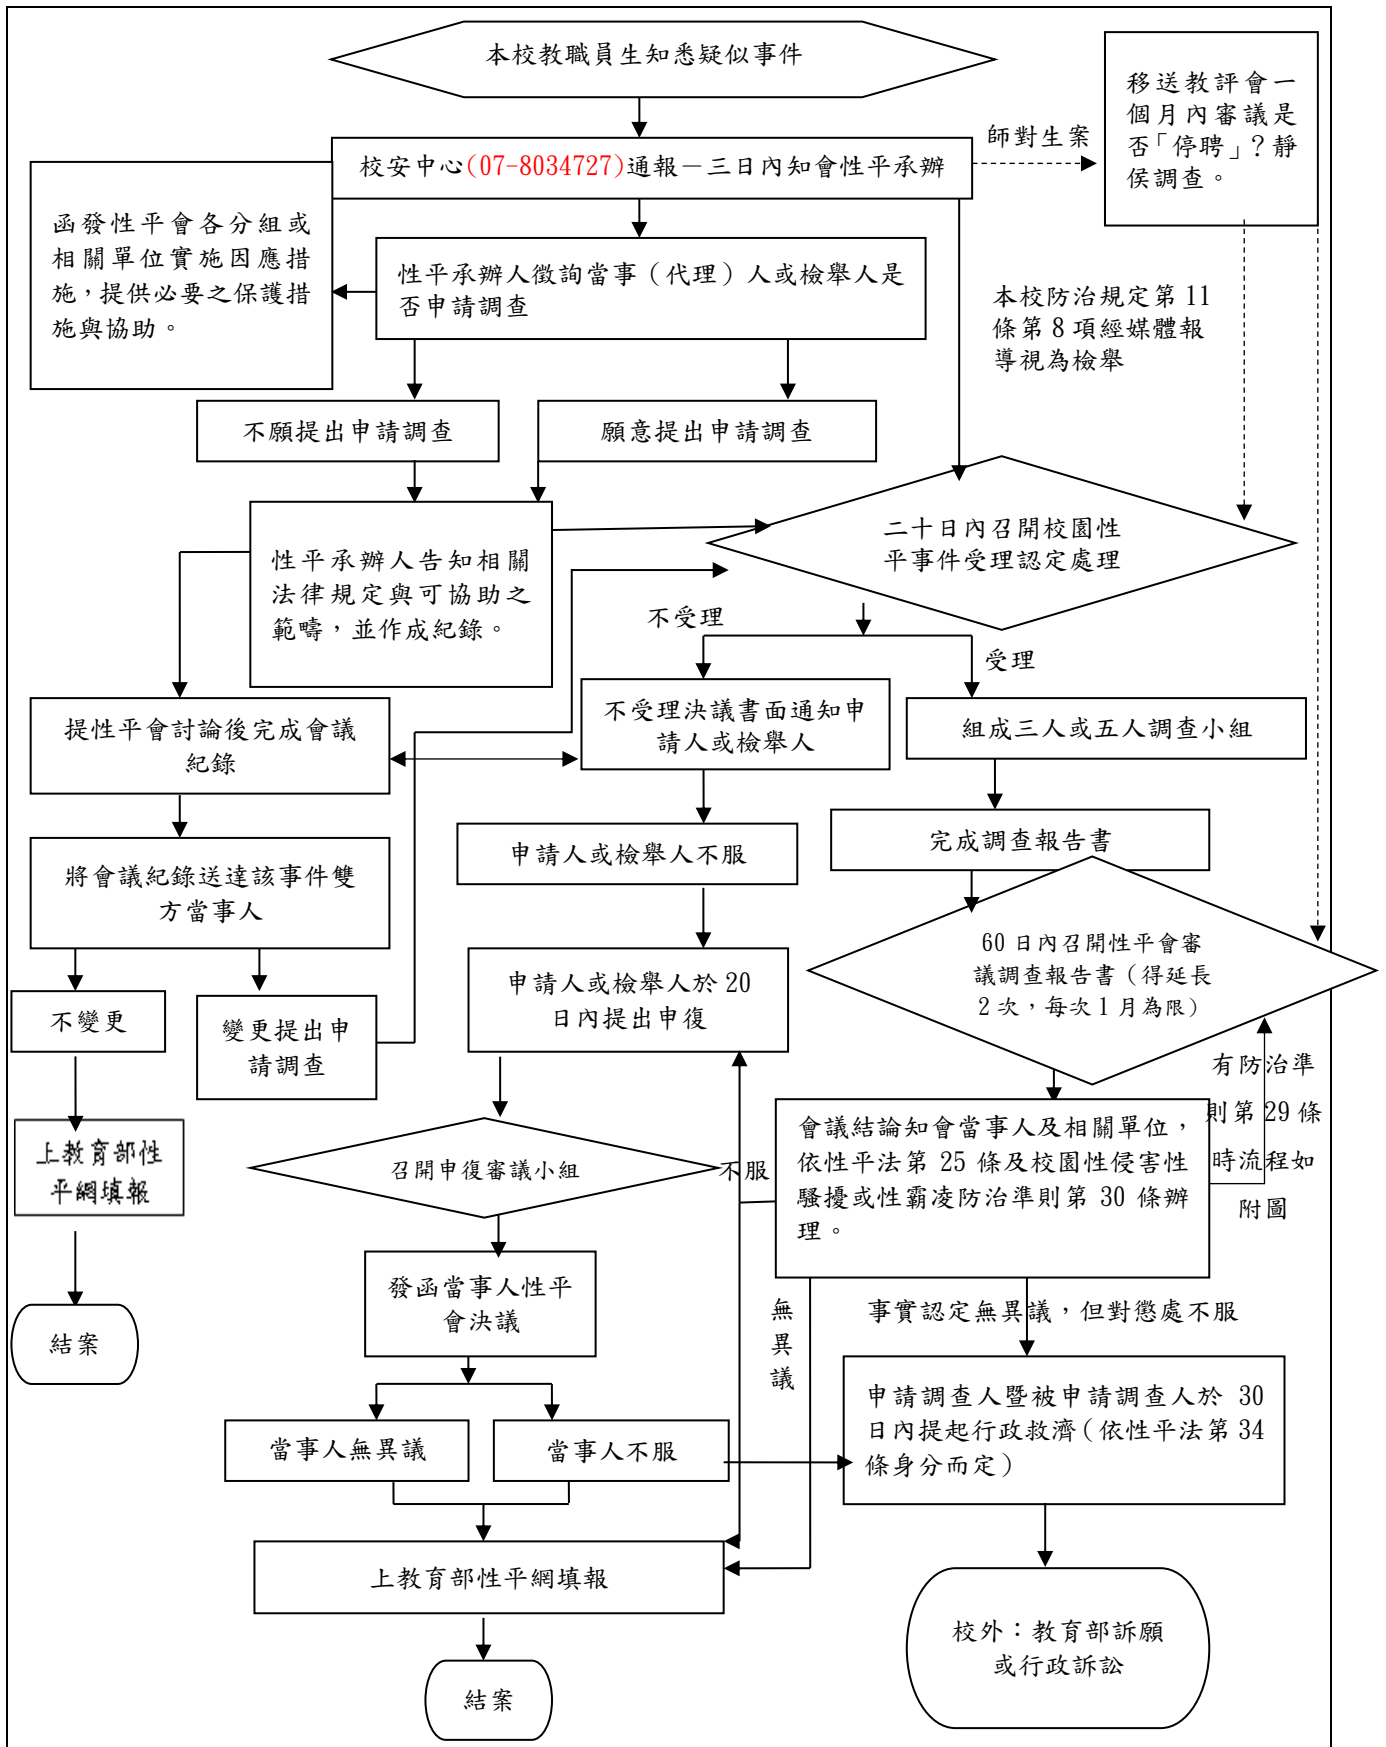 本校教職員生知悉疑似事件
移送教評會一
個月內審議是
否「停聘」?靜
侯調查。
師對生案
校安中心(07-8034727)通報－三日內知會性平承辦
函發性平會各分組或
相關單位實施因應措
施，提供必要之保護措
施與協助。
性平承辦人徵詢當事（代理）人或檢舉人是
否申請調查
本校防治規定第 11
條第 8 項經媒體報
導視為檢舉
不願提出申請調查
願意提出申請調查
二十日內召開校園性
平事件受理認定處理
性平承辦人告知相關
法律規定與可協助之
範疇，並作成紀錄。
不受理
受理
提性平會討論後完成會議
紀錄
不受理決議書面通知申
請人或檢舉人
組成三人或五人調查小組
申請人或檢舉人不服
完成調查報告書
將會議紀錄送達該事件雙
方當事人
60 日內召開性平會審
議調查報告書（得延長
2 次，每次 1 月為限）
不變更
變更提出申
請調查
申請人或檢舉人於 20
日內提出申復
有防治準
則第 29 條
時流程如
附圖
上教育部性
平網填報
召開申復審議小組
不服
會議結論知會當事人及相關單位，
依性平法第 25 條及校園性侵害性
騷擾或性霸凌防治準則第 30 條辦
理。
發函當事人性平
會決議
無
異
議
事實認定無異議，但對懲處不服
結案
當事人無異議
當事人不服
申請調查人暨被申請調查人於 30
日內提起行政救濟（依性平法第 34
條身分而定）
上教育部性平網填報
校外：教育部訴願
或行政訴訟
結案